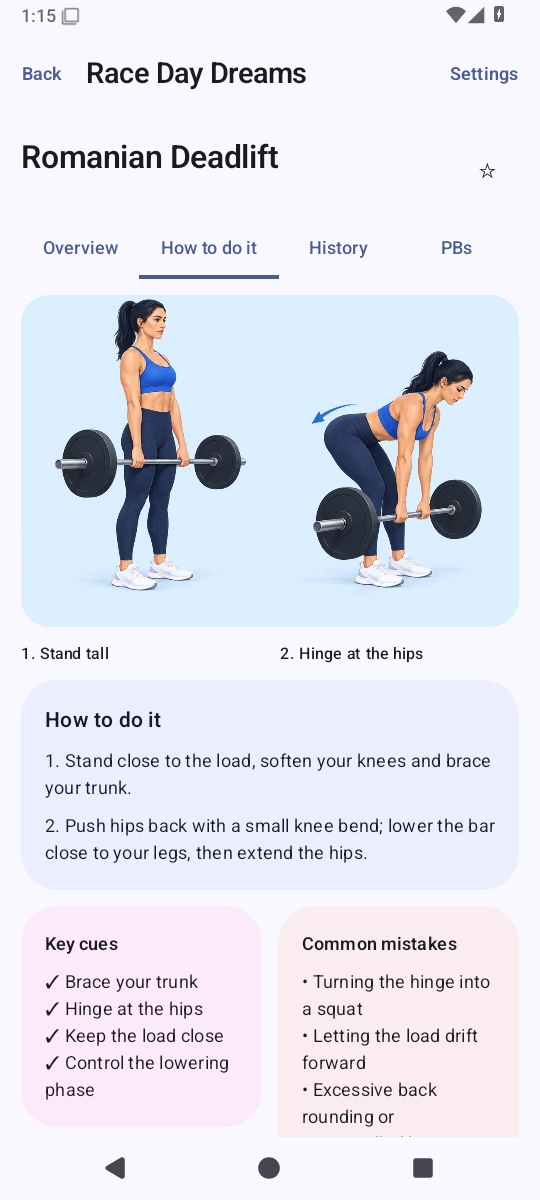 1:15
Back Race Day Dreams Settings
Romanian Deadlift ☆
Overview How to do it History PBs
1. Stand tall 2. Hinge at the hips
How to do it
1. Stand close to the load, soften your knees and brace
your trunk.
2. Push hips back with a small knee bend; lower the bar
close to your legs, then extend the hips.
Key cues
✓ Brace your trunk
✓ Hinge at the hips
✓ Keep the load close
✓ Control the lowering
phase
Common mistakes
• Turning the hinge into
a squat
• Letting the load drift
forward
• Excessive back
rounding or